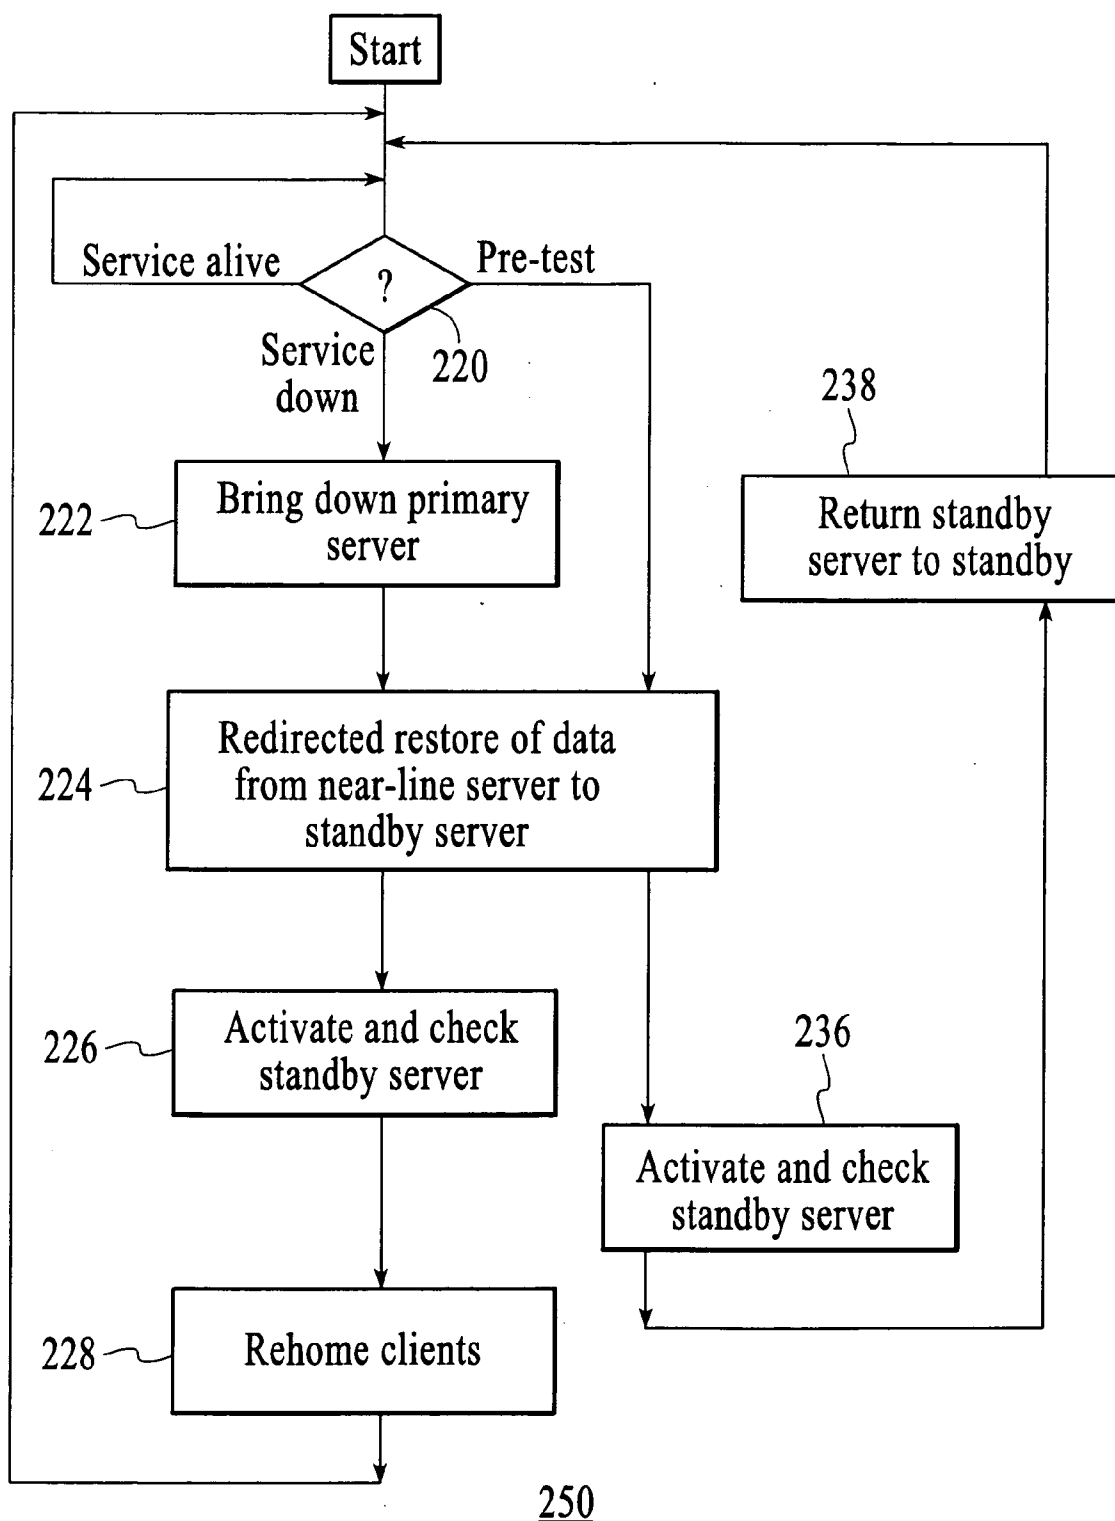 Start
Service alive
Pre-test
?
220
Service
down
238
222
Bring down primary
server
Return standby
server to standby
224
Redirected restore of data
from near-line server to
standby server
226
Activate and check
standby server
236
Activate and check
standby server
228
Rehome clients
250